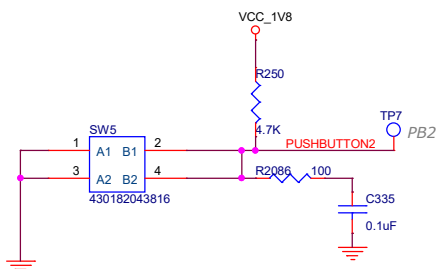 VCC_1V8
R250
4.7K
TP7
PB2
PUSHBUTTON2
SW5
1 A1 B1 2
3 A2 B2 4
430182043816
R2086 100
C335
0.1uF